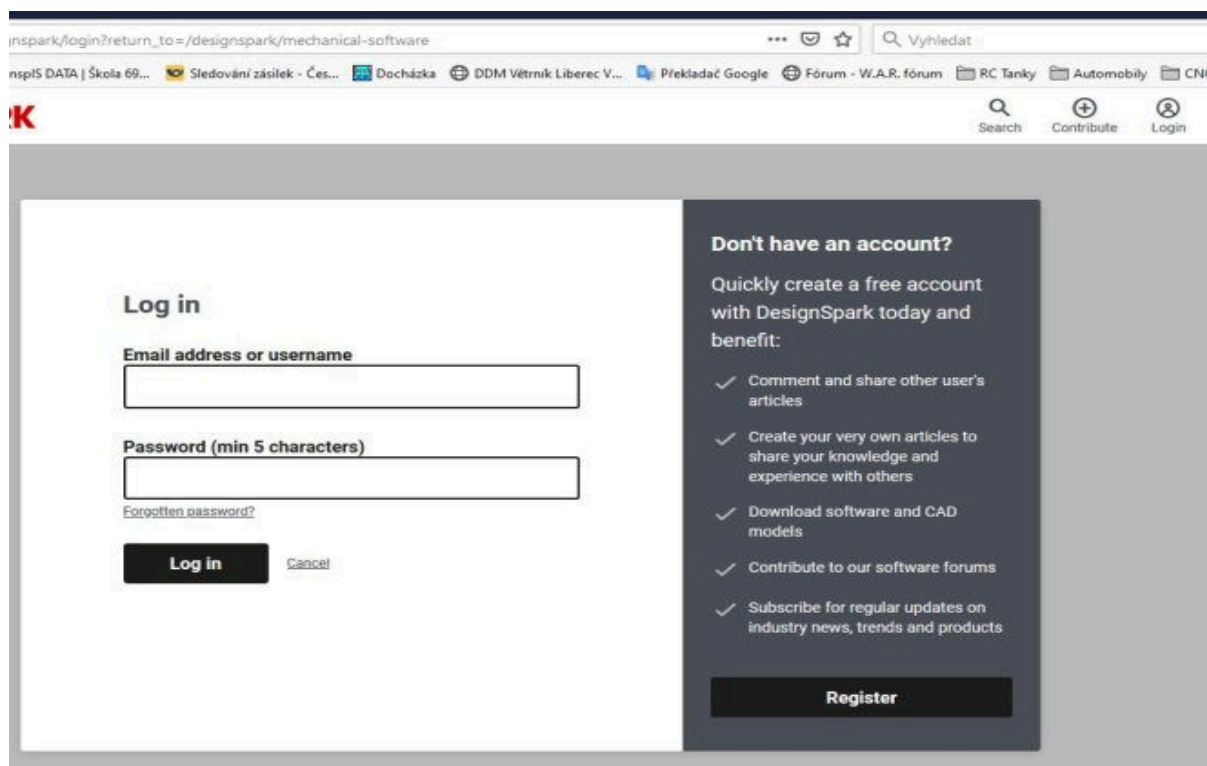 nspark/login?return_to=/designspark/mechanical-software
Vyhledat
nspIS DATA | Škola 69... Sledování zásilek - Čes... Docházka DDM Větrník Liberec V... Překladač Google Fórum - W.A.R. fórum RC Tanky Automobily CN
RK
Search Contribute Login
Don't have an account?
Quickly create a free account
with DesignSpark today and
benefit:
Comment and share other user's
articles
Create your very own articles to
share your knowledge and
experience with others
Download software and CAD
models
Contribute to our software forums
Subscribe for regular updates on
industry news, trends and products
Register
Log in
Email address or username
Password (min 5 characters)
Forgotten password?
Log in Cancel